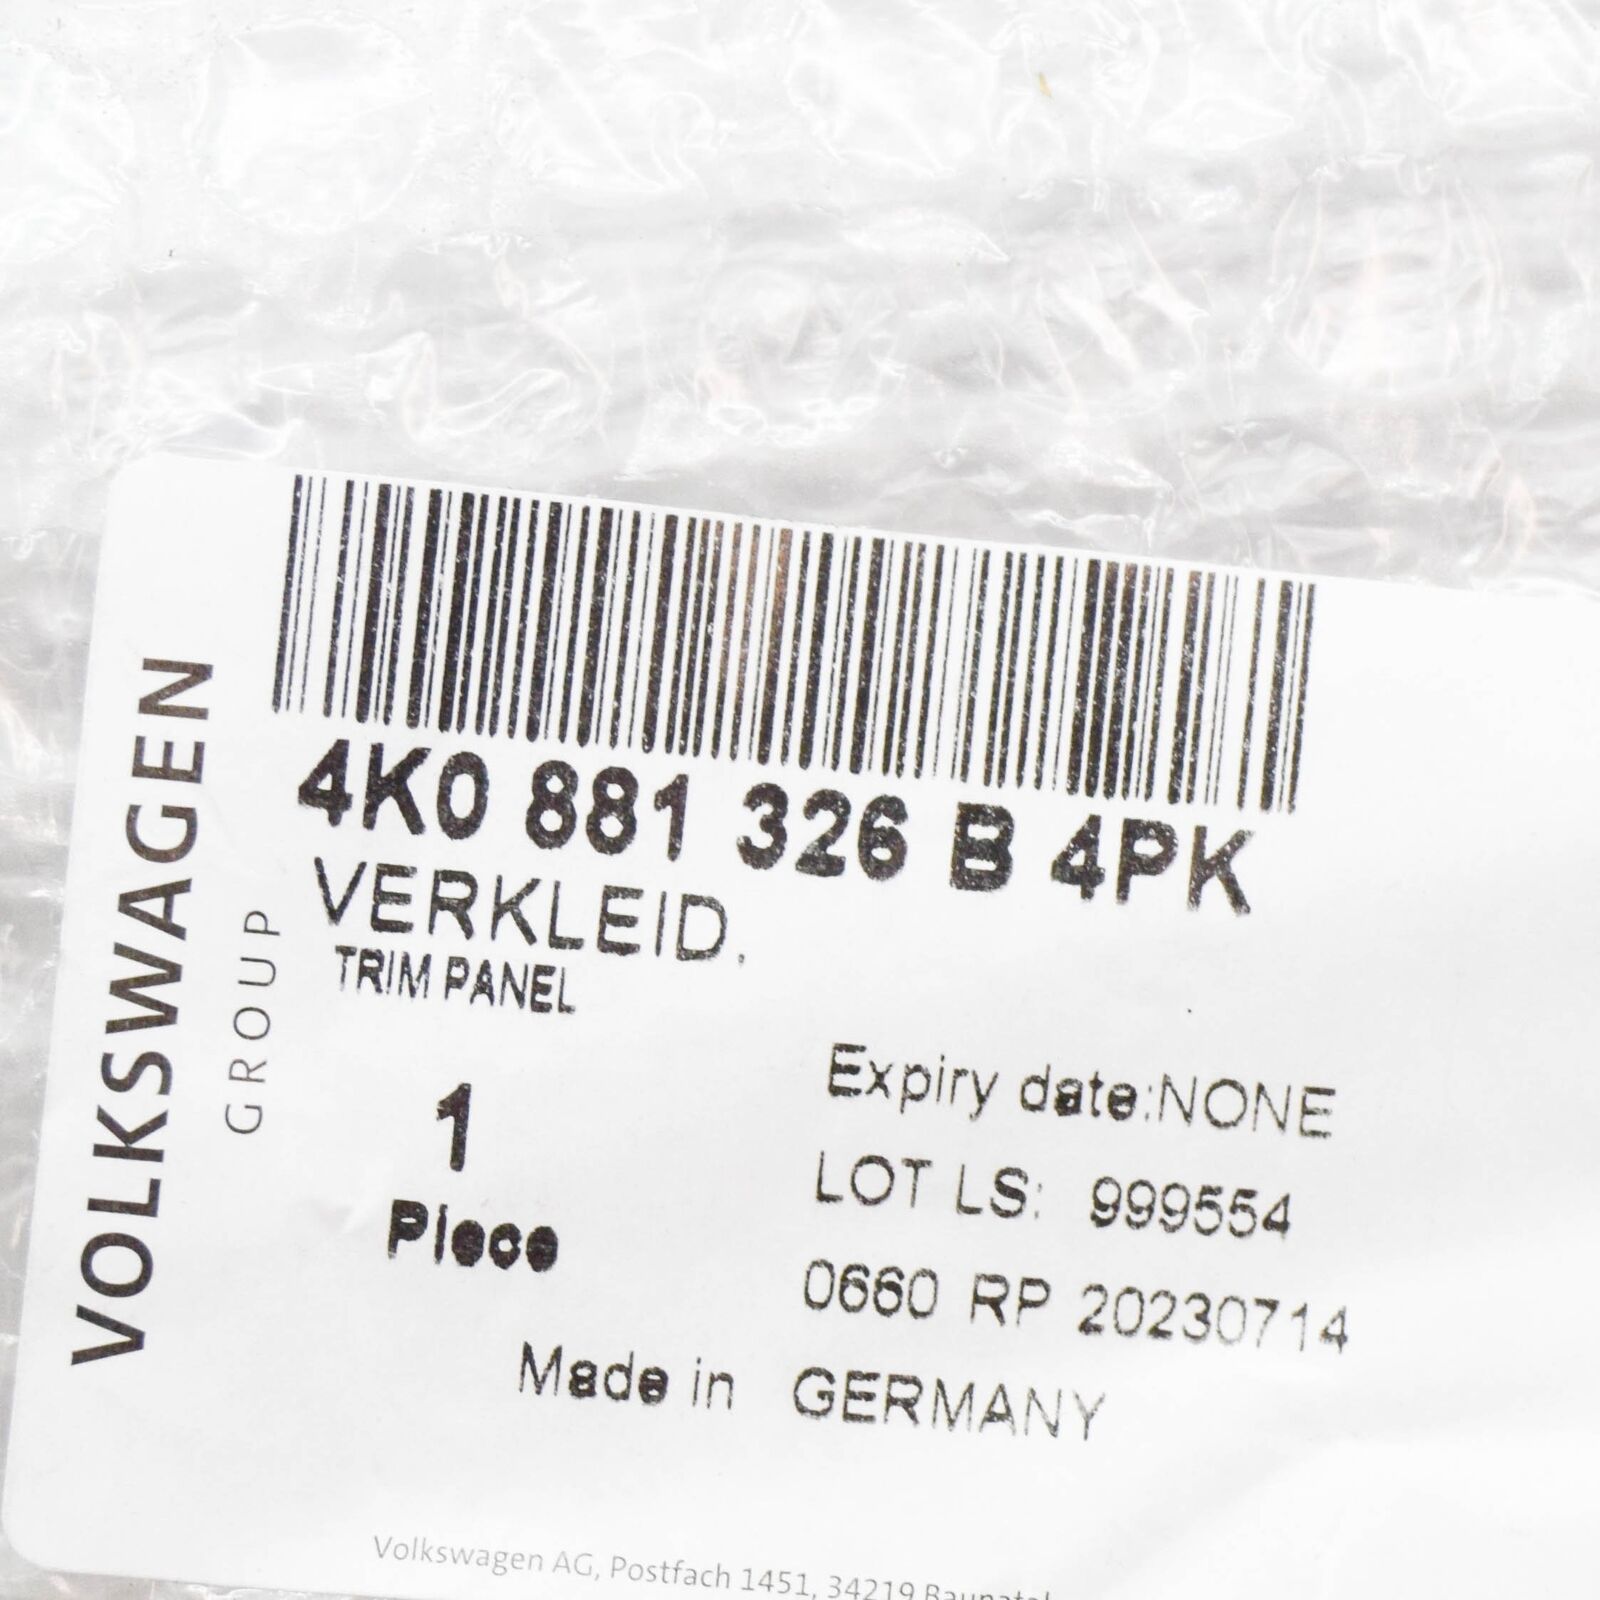 VOLKSWAGEN
GROUP
4K0 881 326 B 4PK
VERKLEID.
TRIM PANEL
1
Piece
Expiry date:NONE
LOT LS: 999554
0660 RP 20230714
Made in GERMANY
Volkswagen AG, Postfach 1451, 34219